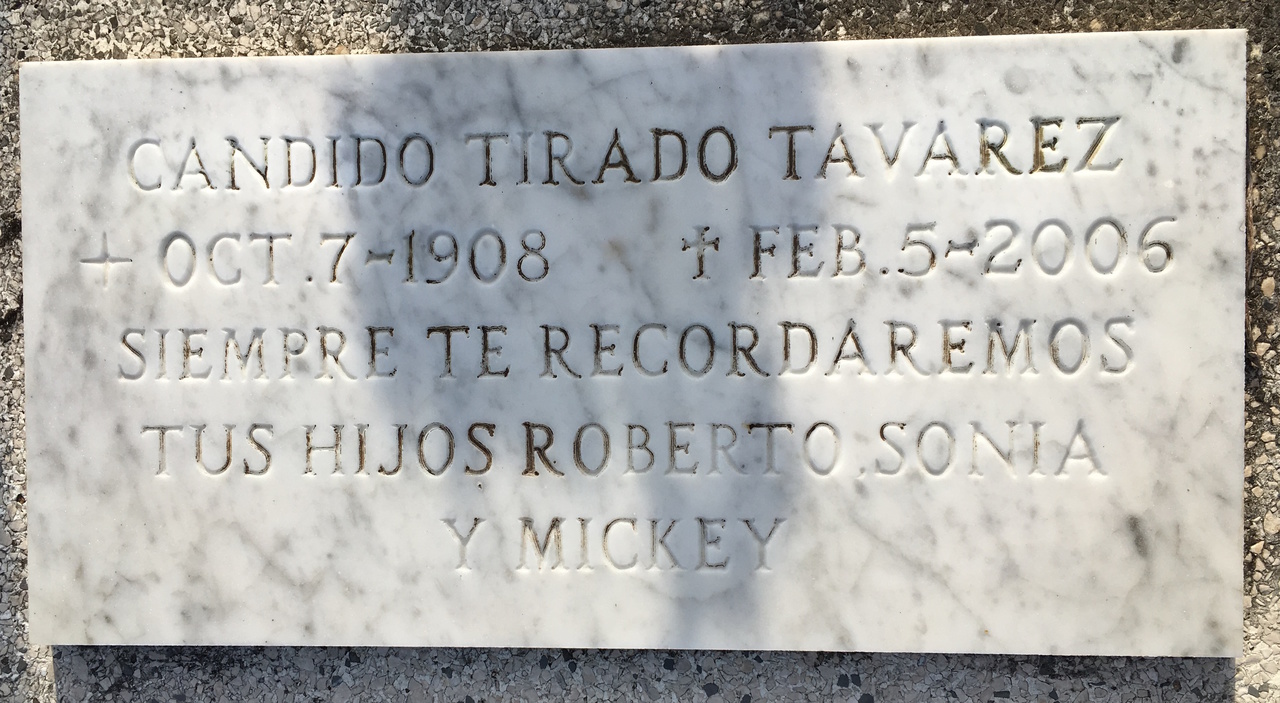 CANDIDO TIRADO TAVAREZ
+ OCT.7-1908 ✝ FEB.5-2006
SIEMPRE TE RECORDAREMOS
TUS HIJOS ROBERTO,SONIA
Y MICKEY